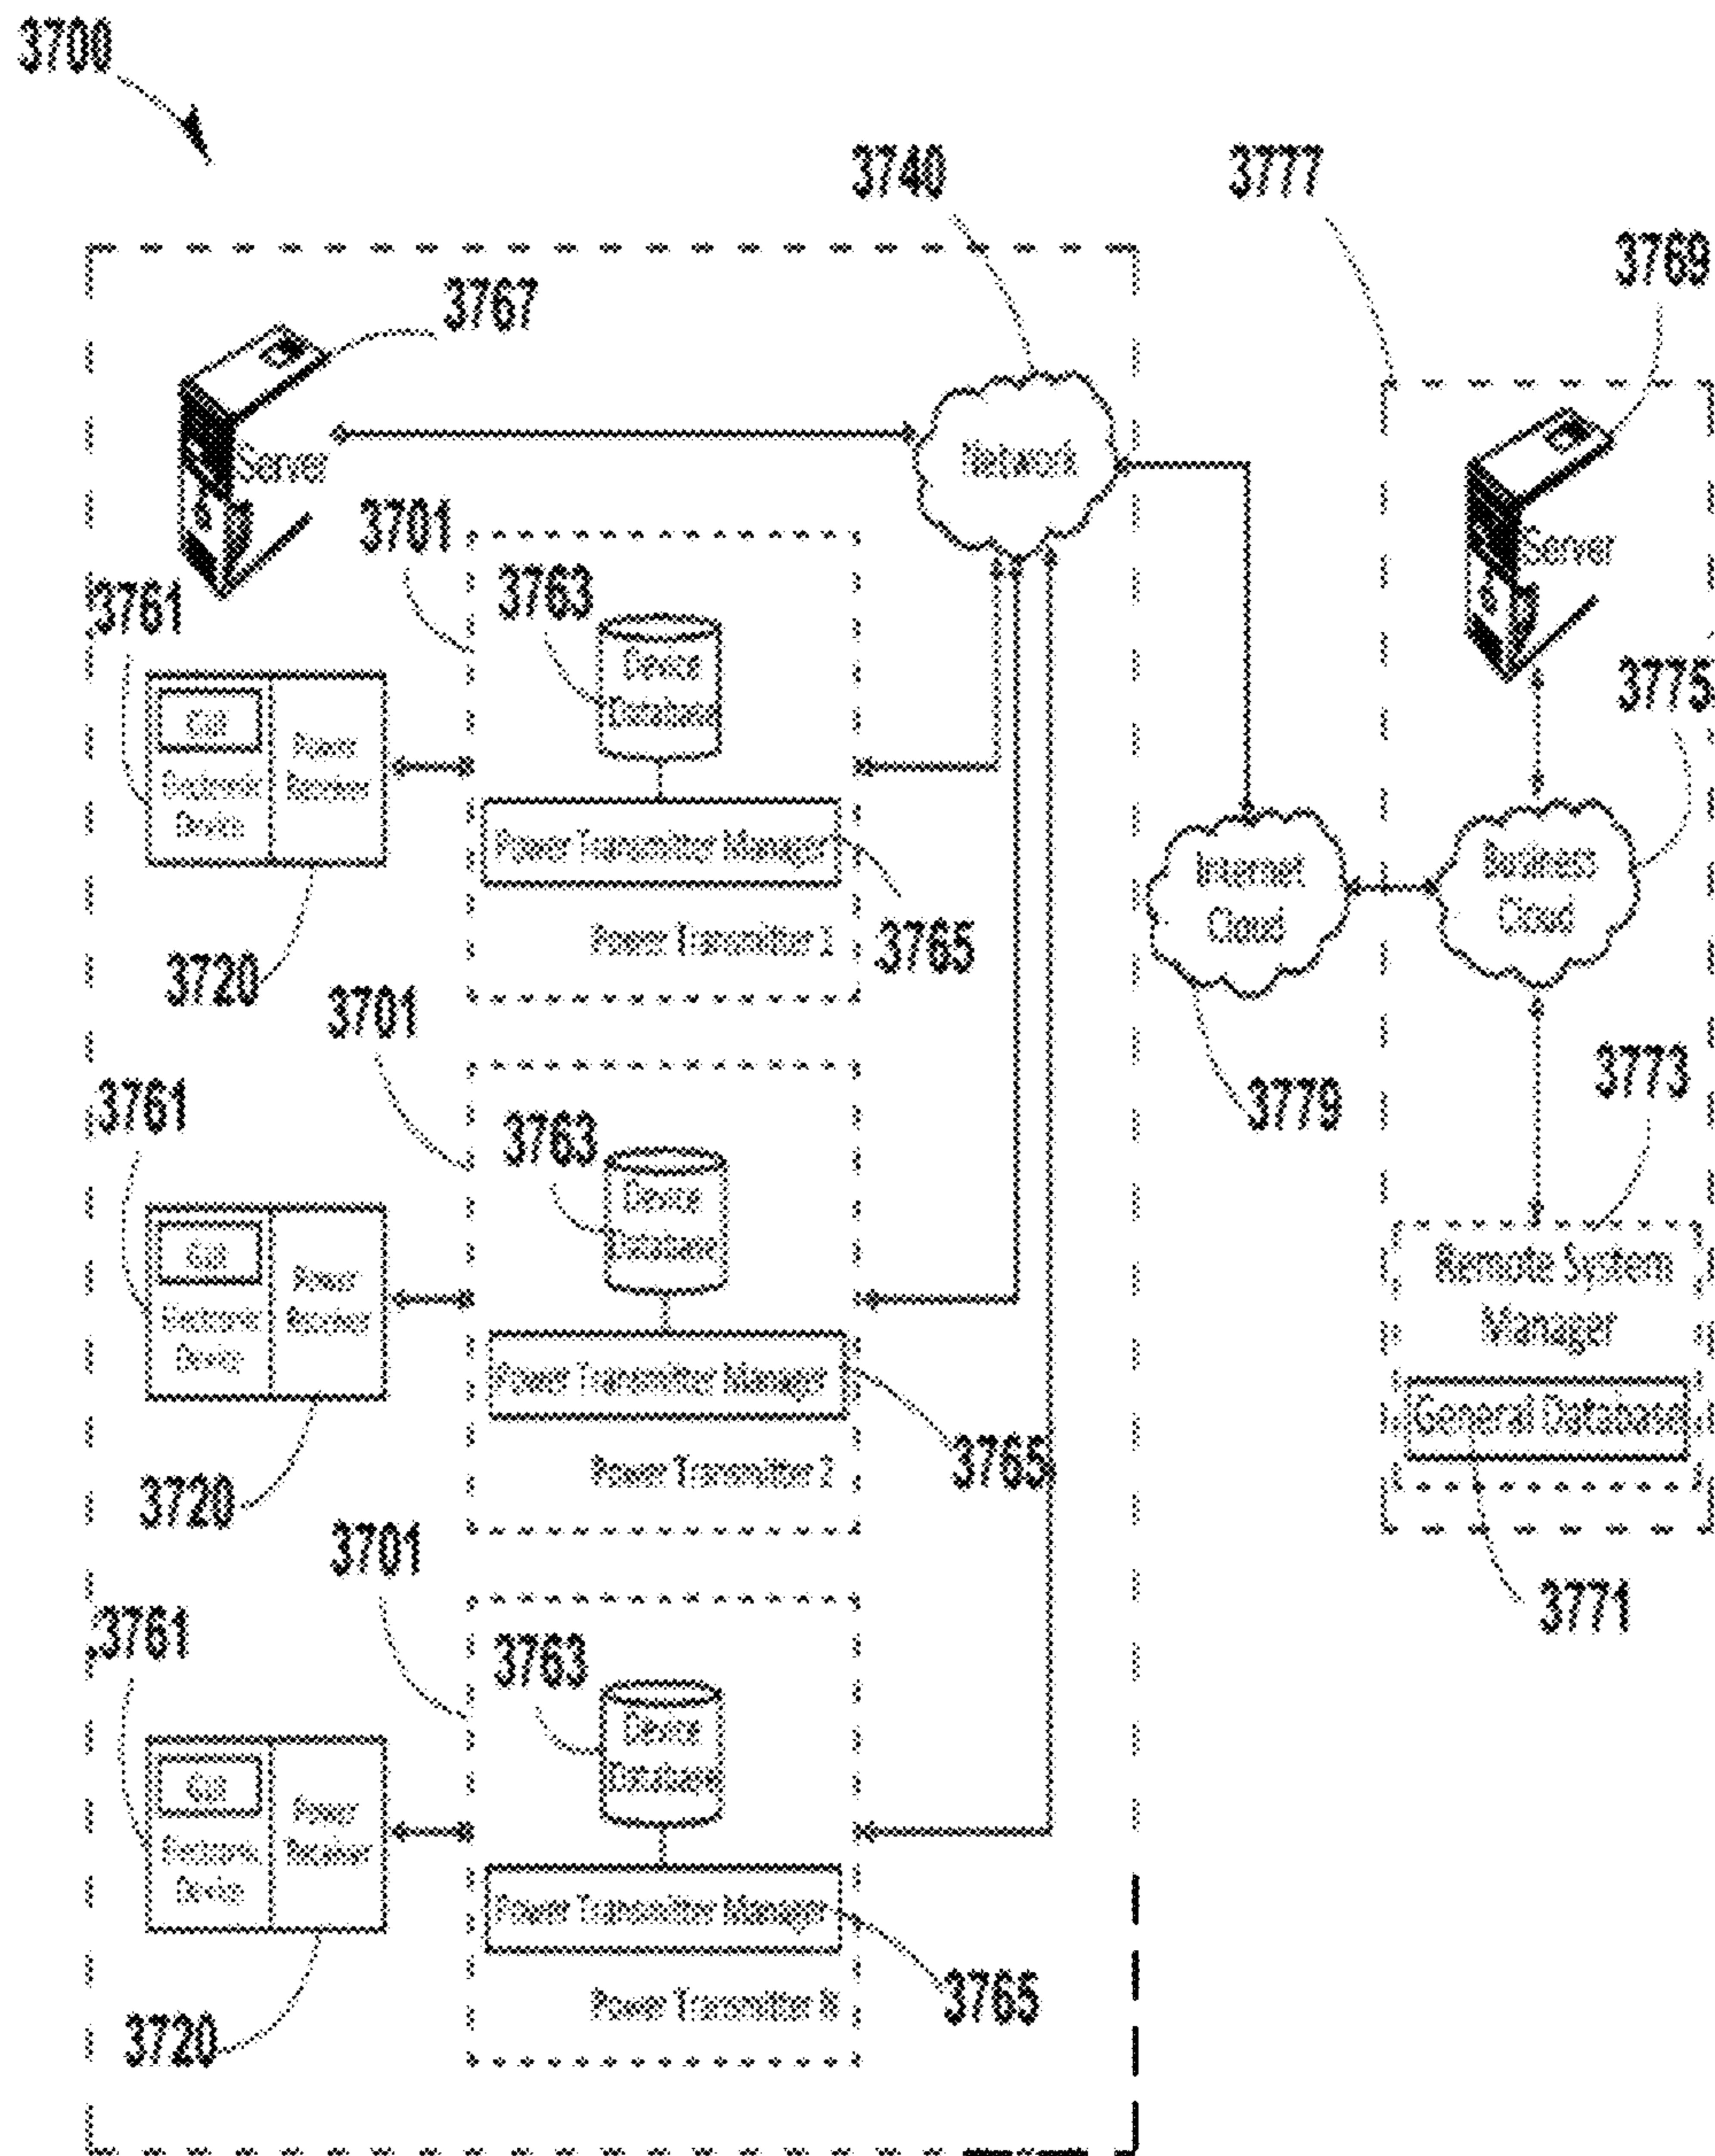 3700
3740
3777
3769
3767
Network
Server
Server
3701
3763
3761
3775
Device
Database
GUI
Electronic
Device
Power
Receiver
Power Transmitter Manager
Internet
Cloud
Business
Cloud
Power Transmitter 1
3765
3720
3701
3773
3779
3761
3763
Device
Database
Remote System
Manager
GUI
Electronic
Device
Power
Receiver
Power Transmitter Manager
General Database
3765
Power Transmitter 2
3720
3701
3771
3761
3763
Device
Database
GUI
Electronic
Device
Power
Receiver
Power Transmitter Manager
3765
Power Transmitter N
3720